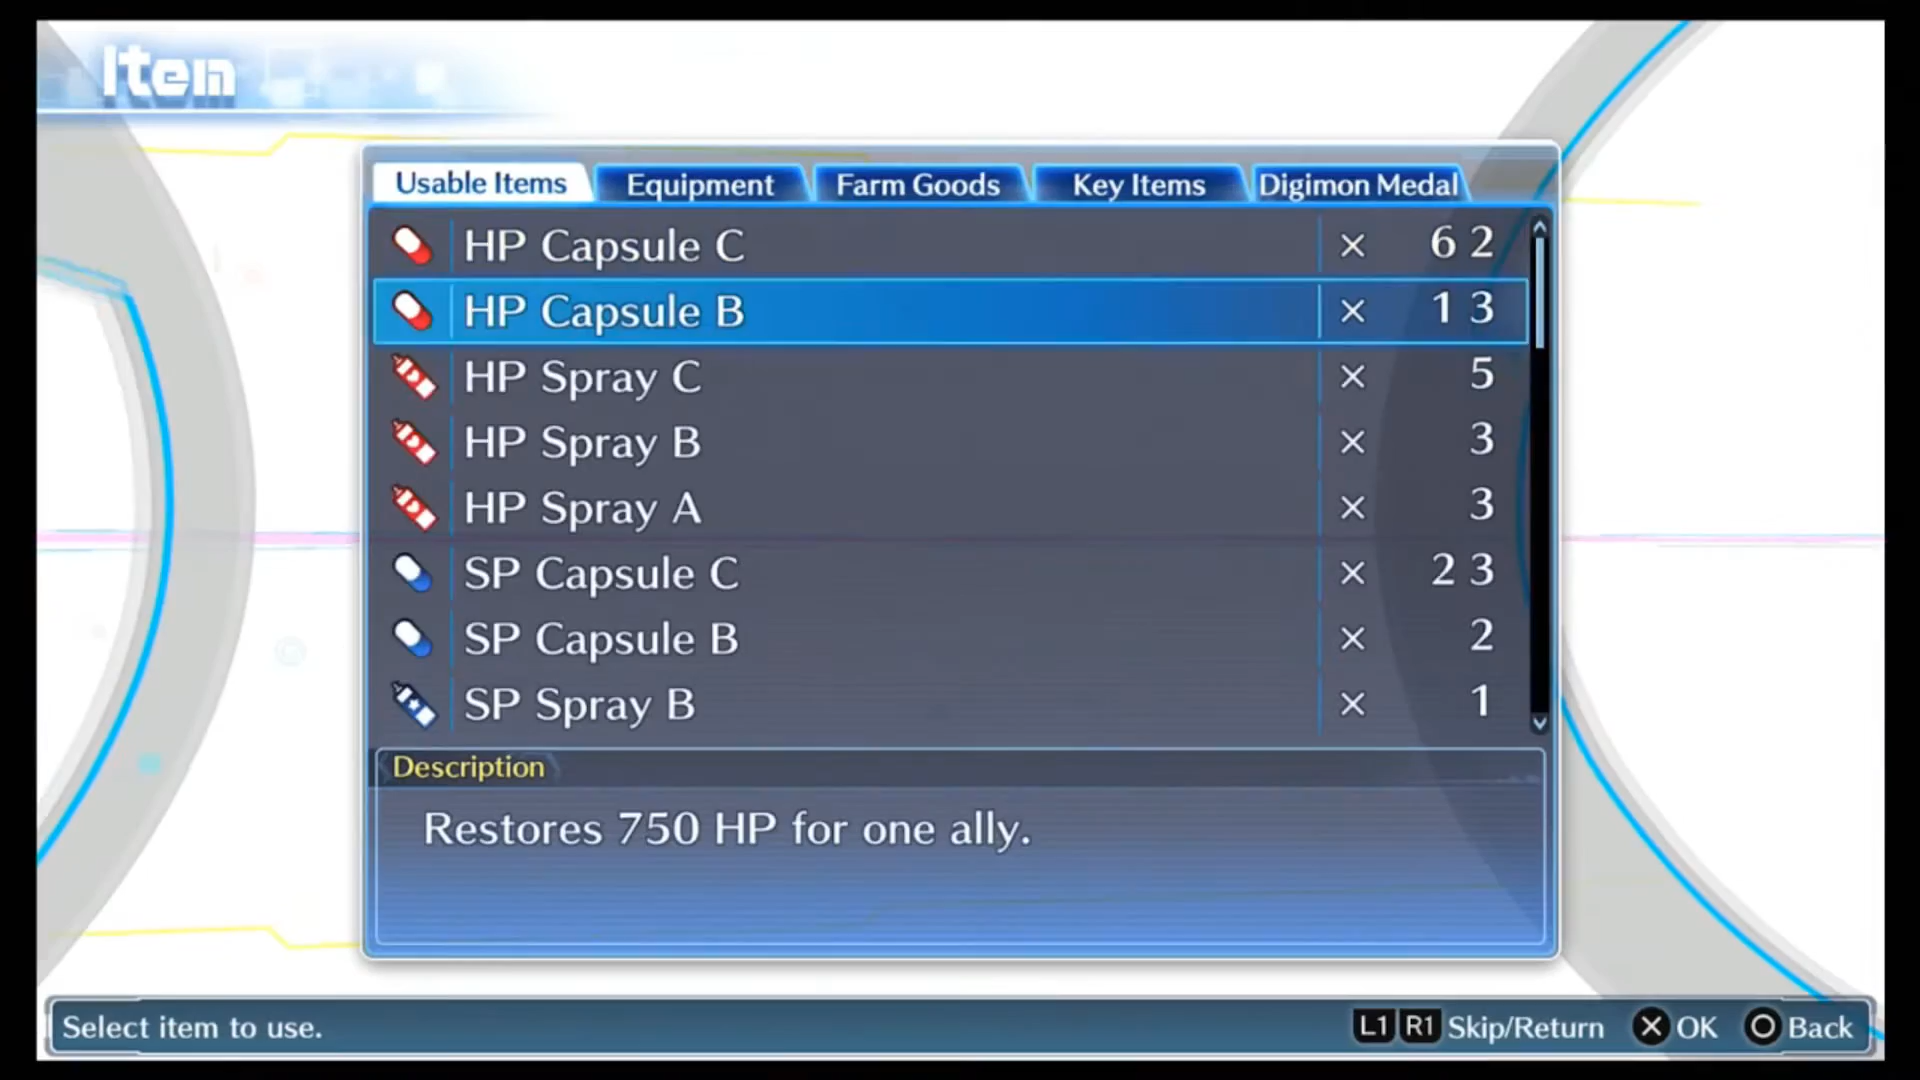 Item
Usable Items Equipment Farm Goods Key Items Digimon Medal
HP Capsule C × 62
HP Capsule B × 13
HP Spray C × 5
HP Spray B × 3
HP Spray A × 3
SP Capsule C × 23
SP Capsule B × 2
SP Spray B × 1
Description
Restores 750 HP for one ally.
Select item to use. L1 R1 Skip/Return OK Back